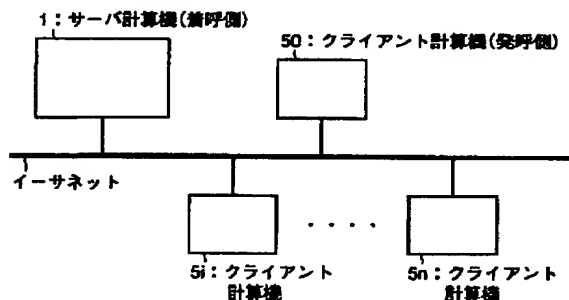 1：サーバ計算機(着呼側)
50：クライアント計算機(発呼側)
イーサネット
5i：クライアント
計算機
5n：クライアント
計算機